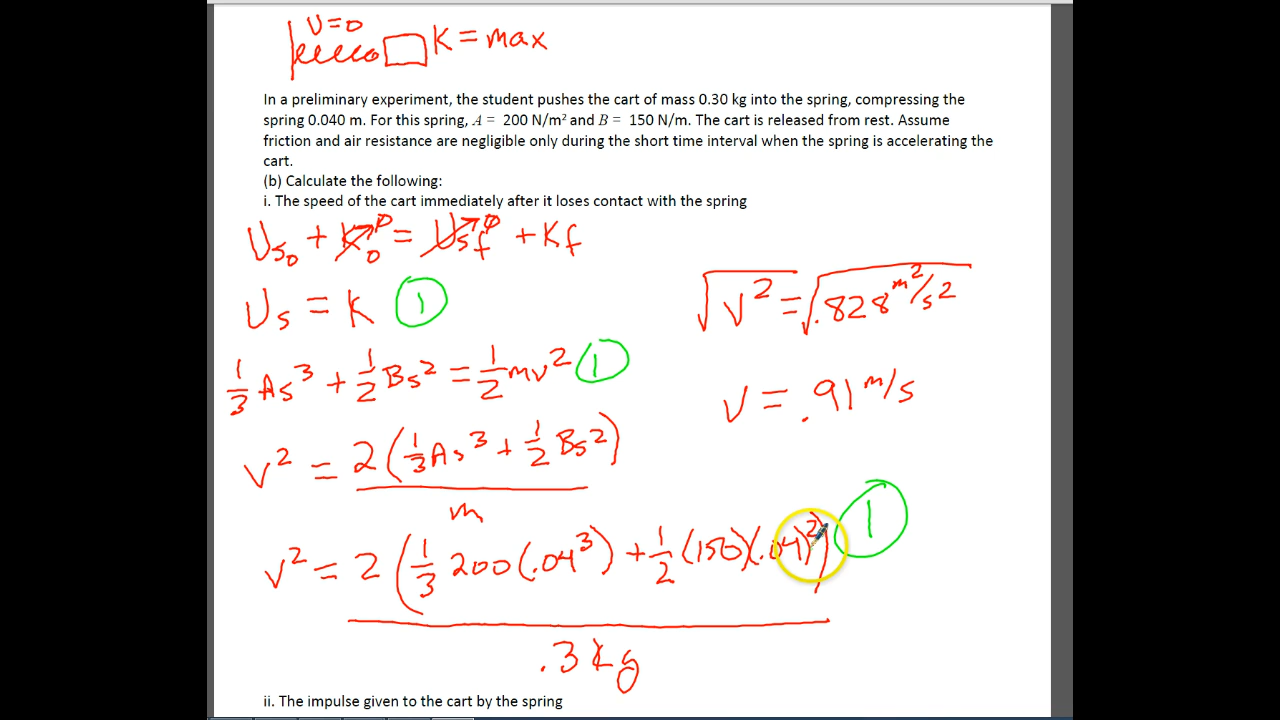 U=0
K = max
In a preliminary experiment, the student pushes the cart of mass 0.30 kg into the spring, compressing the
spring 0.040 m. For this spring, A = 200 N/m² and B = 150 N/m. The cart is released from rest. Assume
friction and air resistance are negligible only during the short time interval when the spring is accelerating the
cart.
(b) Calculate the following:
i. The speed of the cart immediately after it loses contact with the spring
Us₀ + K₀↗0 = Usf↗0 + Kf
Us = K ①
1/3 As³ + 1/2 Bs² = 1/2 mv² ①
v² = 2(1/3 As³ + 1/2 Bs²) / m
v² = 2(1/3 200(.04³) + 1/2 (150)(.04)²) / .3 kg ①
√v² = √.828 m²/s²
v = .91 m/s
ii. The impulse given to the cart by the spring